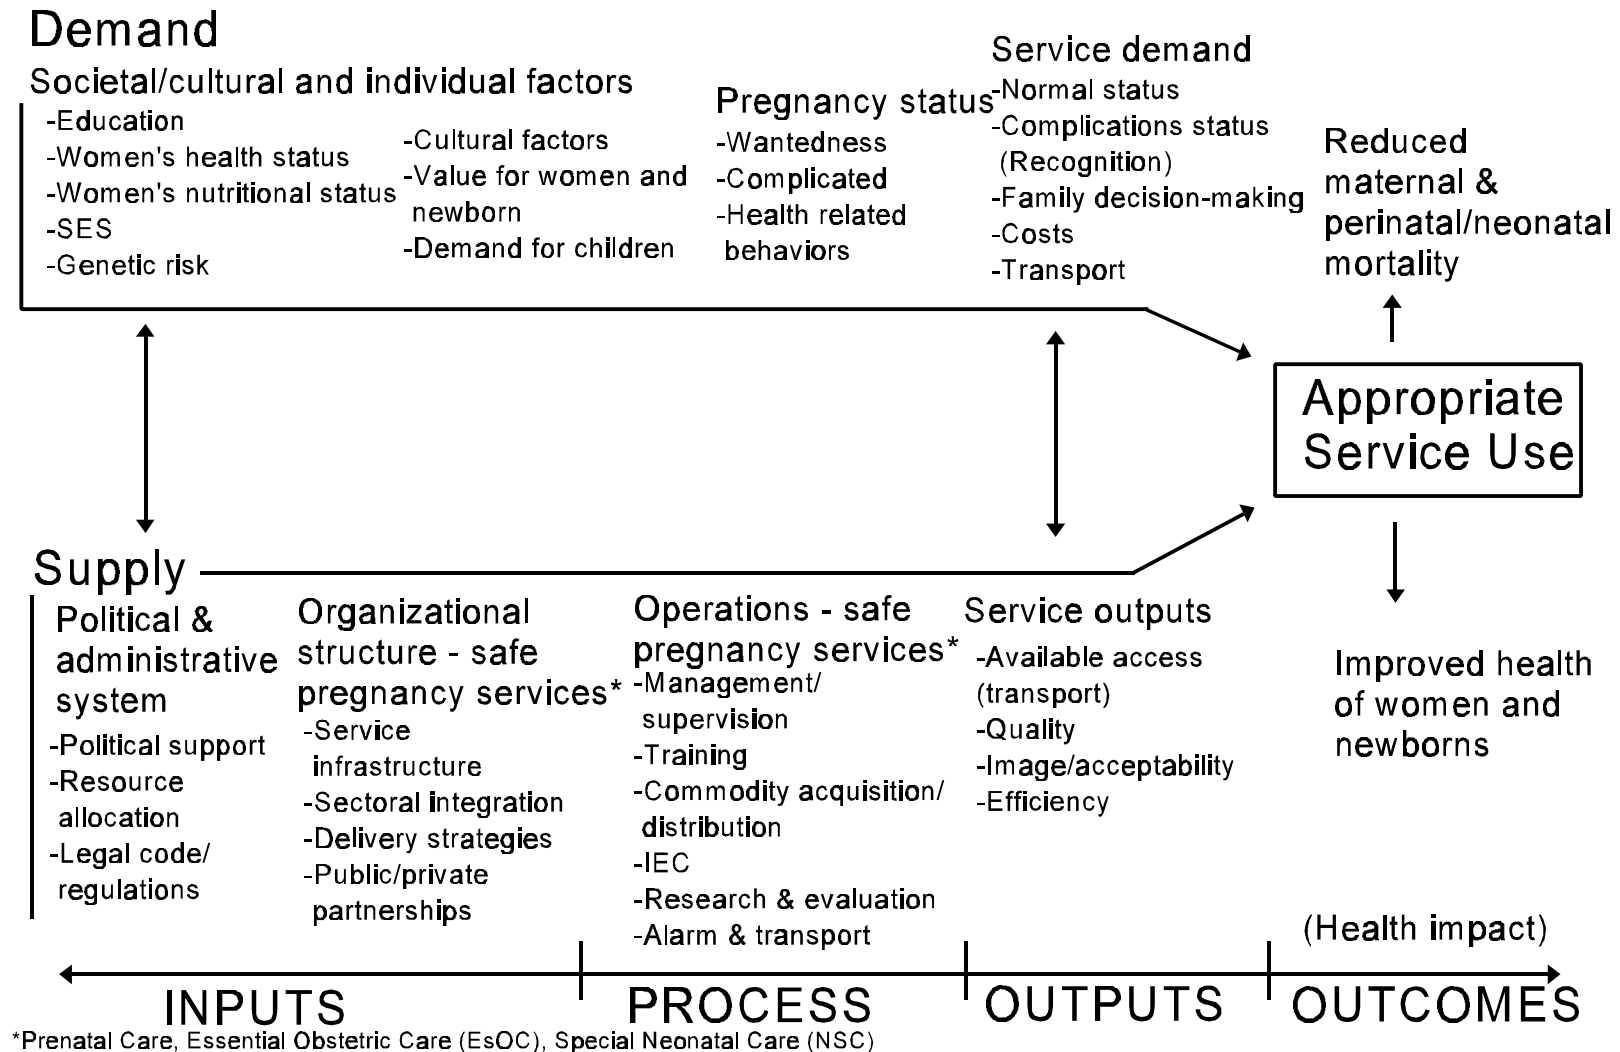 Demand
Societal/cultural and individual factors
-Education
-Women's health status
-Women's nutritional status
-SES
-Genetic risk
-Cultural factors
-Value for women and
newborn
-Demand for children
Pregnancy status
-Wantedness
-Complicated
-Health related
behaviors
Service demand
-Normal status
-Complications status
(Recognition)
-Family decision-making
-Costs
-Transport
Reduced
maternal &
perinatal/neonatal
mortality
Appropriate
Service Use
Supply
Political &
administrative
system
-Political support
-Resource
allocation
-Legal code/
regulations
Organizational
structure - safe
pregnancy services*
-Service
infrastructure
-Sectoral integration
-Delivery strategies
-Public/private
partnerships
Operations - safe
pregnancy services*
-Management/
supervision
-Training
-Commodity acquisition/
distribution
-IEC
-Research & evaluation
-Alarm & transport
Service outputs
-Available access
(transport)
-Quality
-Image/acceptability
-Efficiency
Improved health
of women and
newborns
(Health impact)
INPUTS
PROCESS
OUTPUTS
OUTCOMES
*Prenatal Care, Essential Obstetric Care (EsOC), Special Neonatal Care (NSC)